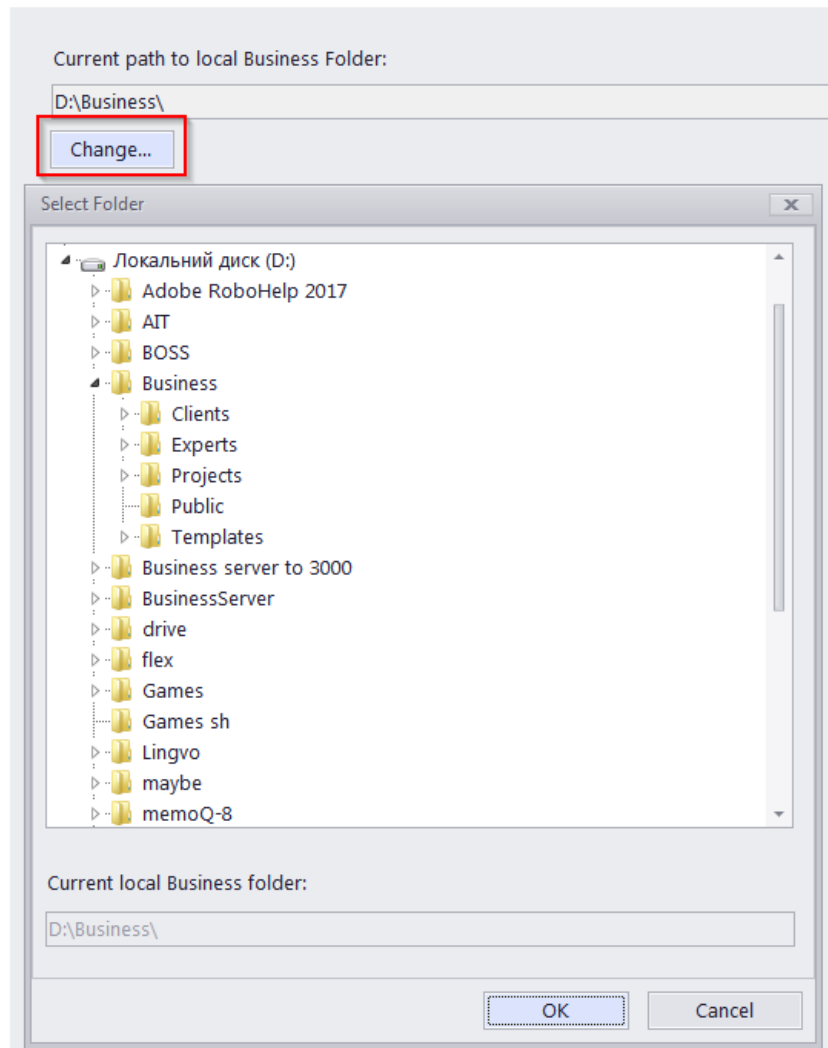 Current path to local Business Folder:
D:\Business\
Change...
Select Folder
Локальний диск (D:)
Adobe RoboHelp 2017
AIT
BOSS
Business
Clients
Experts
Projects
Public
Templates
Business server to 3000
BusinessServer
drive
flex
Games
Games sh
Lingvo
maybe
memoQ-8
Current local Business folder:
D:\Business\
OK Cancel